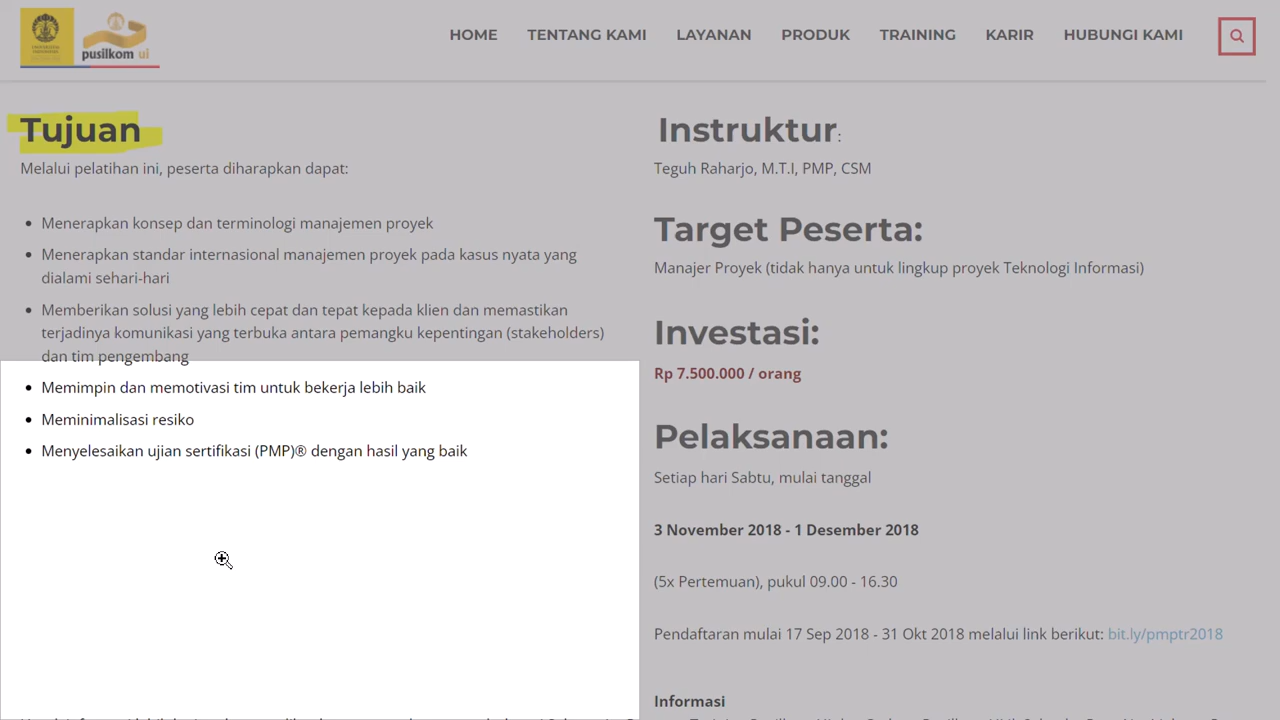 pusilkom ui
HOME TENTANG KAMI LAYANAN PRODUK TRAINING KARIR HUBUNGI KAMI
Tujuan
Melalui pelatihan ini, peserta diharapkan dapat:
• Menerapkan konsep dan terminologi manajemen proyek
• Menerapkan standar internasional manajemen proyek pada kasus nyata yang
dialami sehari-hari
• Memberikan solusi yang lebih cepat dan tepat kepada klien dan memastikan
terjadinya komunikasi yang terbuka antara pemangku kepentingan (stakeholders)
dan tim pengembang
• Memimpin dan memotivasi tim untuk bekerja lebih baik
• Meminimalisasi resiko
• Menyelesaikan ujian sertifikasi (PMP)® dengan hasil yang baik
Instruktur:
Teguh Raharjo, M.T.I, PMP, CSM
Target Peserta:
Manajer Proyek (tidak hanya untuk lingkup proyek Teknologi Informasi)
Investasi:
Rp 7.500.000 / orang
Pelaksanaan:
Setiap hari Sabtu, mulai tanggal
3 November 2018 - 1 Desember 2018
(5x Pertemuan), pukul 09.00 - 16.30
Pendaftaran mulai 17 Sep 2018 - 31 Okt 2018 melalui link berikut: bit.ly/pmptr2018
Informasi